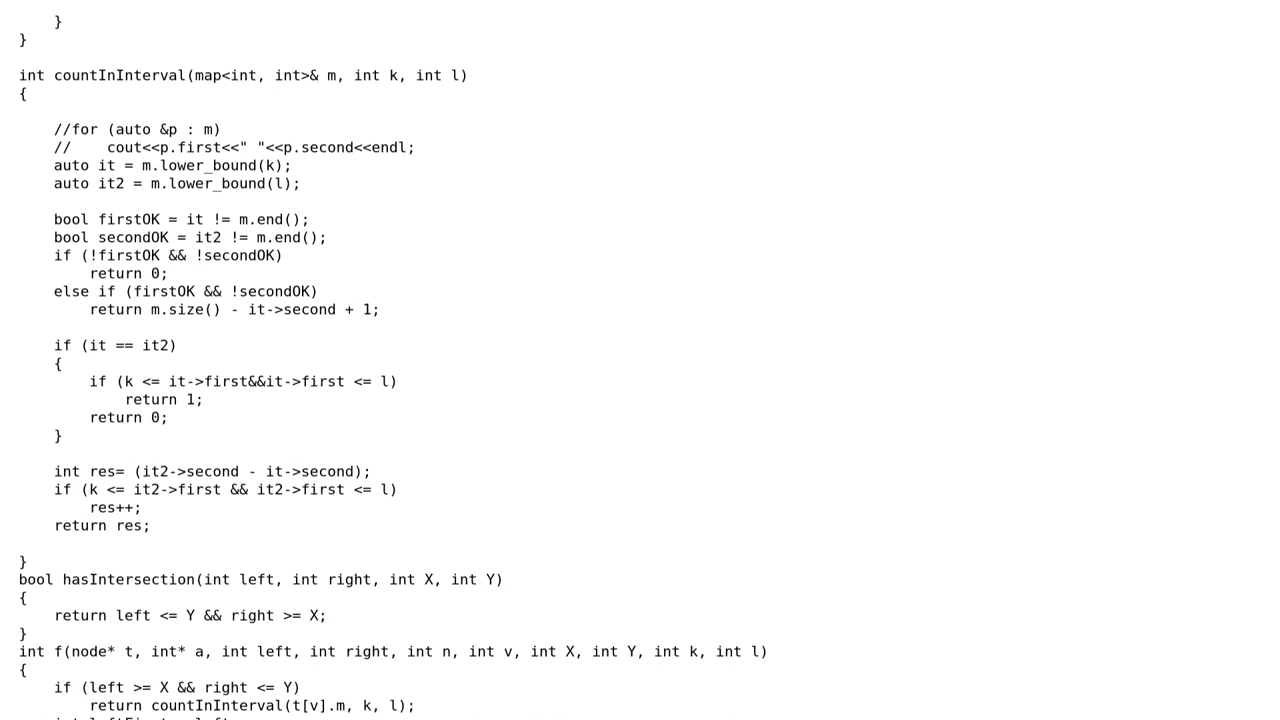 }
}

int countInInterval(map<int, int>& m, int k, int l)
{

    //for (auto &p : m)
    //    cout<<p.first<<" "<<p.second<<endl;
    auto it = m.lower_bound(k);
    auto it2 = m.lower_bound(l);

    bool firstOK = it != m.end();
    bool secondOK = it2 != m.end();
    if (!firstOK && !secondOK)
        return 0;
    else if (firstOK && !secondOK)
        return m.size() - it->second + 1;

    if (it == it2)
    {
        if (k <= it->first&&it->first <= l)
            return 1;
        return 0;
    }

    int res= (it2->second - it->second);
    if (k <= it2->first && it2->first <= l)
        res++;
    return res;

}
bool hasIntersection(int left, int right, int X, int Y)
{
    return left <= Y && right >= X;
}
int f(node* t, int* a, int left, int right, int n, int v, int X, int Y, int k, int l)
{
    if (left >= X && right <= Y)
        return countInInterval(t[v].m, k, l);